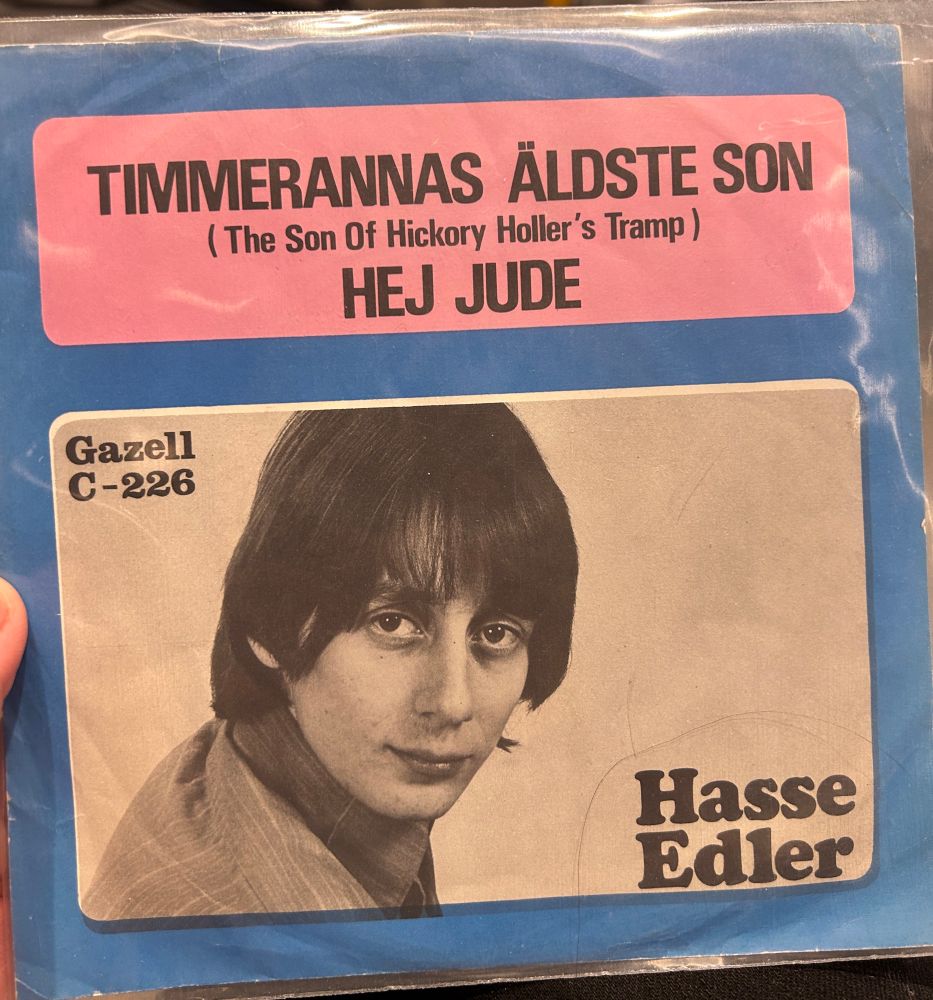 TIMMERANNAS ÄLDSTE SON
(The Son Of Hickory Holler's Tramp)
HEJ JUDE
Gazell
C-226
Hasse
Edler